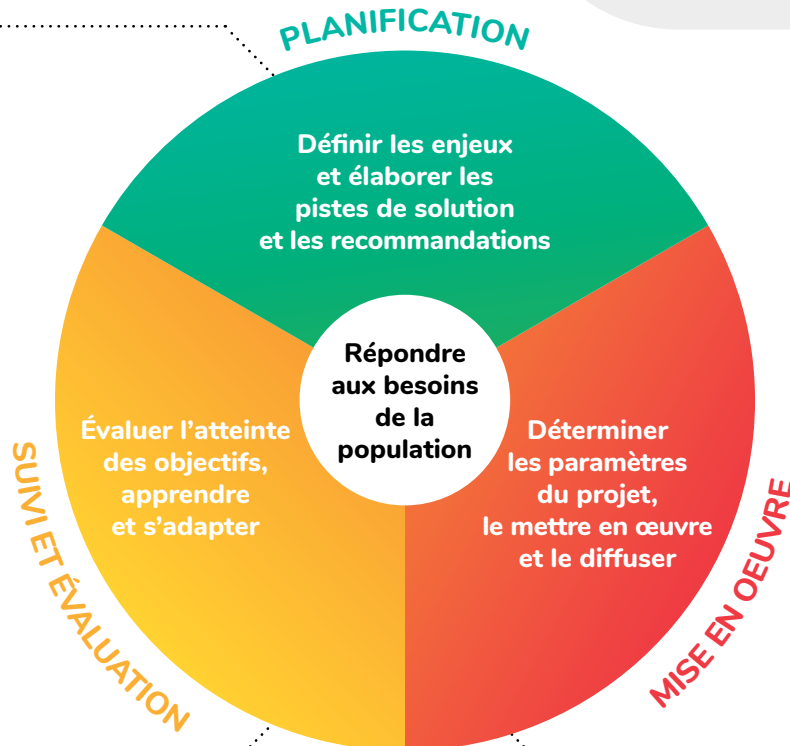 PLANIFICATION
Définir les enjeux
et élaborer les
pistes de solution
et les recommandations
Répondre
aux besoins
de la
population
Évaluer l’atteinte
des objectifs,
apprendre
et s’adapter
Déterminer
les paramètres
du projet,
le mettre en œuvre
et le diffuser
SUIVI ET ÉVALUATION
MISE EN OEUVRE